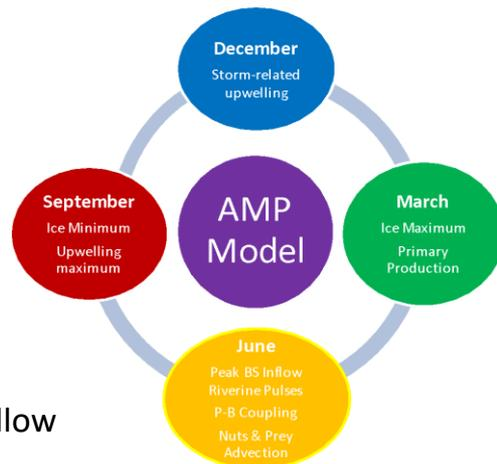 December
Storm-related
upwelling
September
Ice Minimum
Upwelling
maximum
AMP
Model
March
Ice Maximum
Primary
Production
June
Peak BS Inflow
Riverine Pulses
P-B Coupling
Nuts & Prey
Advection
llow